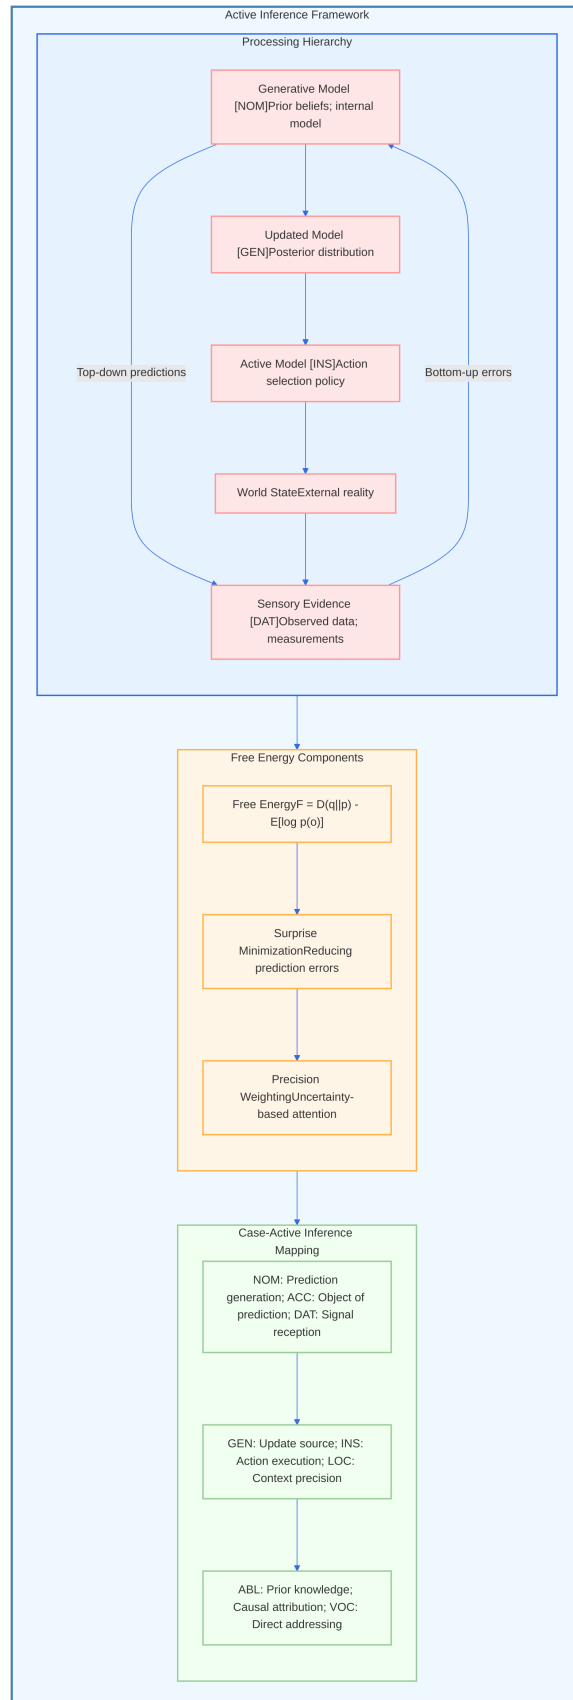 Active Inference Framework
Processing Hierarchy
Generative Model
[NOM]Prior beliefs; internal
model
Updated Model
[GEN]Posterior distribution
Top-down predictions
Active Model [INS]Action
selection policy
Bottom-up errors
World StateExternal reality
Sensory Evidence
[DAT]Observed data;
measurements
Free Energy Components
Free EnergyF = D(q||p) -
E[log p(o)]
Surprise
MinimizationReducing
prediction errors
Precision
WeightingUncertainty-
based attention
Case-Active Inference
Mapping
NOM: Prediction
generation; ACC: Object of
prediction; DAT: Signal
reception
GEN: Update source; INS:
Action execution; LOC:
Context precision
ABL: Prior knowledge;
Causal attribution; VOC:
Direct addressing